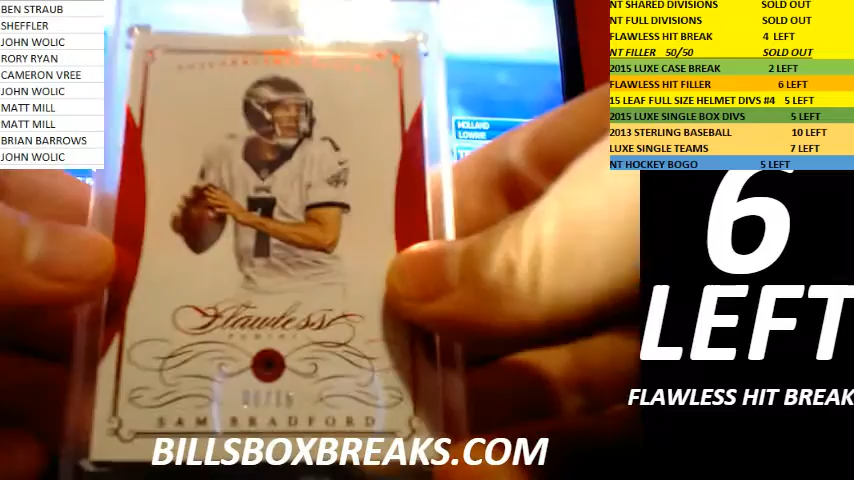 BEN STRAUB
SHEFFLER
JOHN WOLIC
RORY RYAN
CAMERON VREE
JOHN WOLIC
MATT MILL
MATT MILL
BRIAN BARROWS
JOHN WOLIC
NT SHARED DIVISIONS SOLD OUT
NT FULL DIVISIONS SOLD OUT
FLAWLESS HIT BREAK 4 LEFT
NT FILLER 50/50 SOLD OUT
2015 LUXE CASE BREAK 2 LEFT
FLAWLESS HIT FILLER 6 LEFT
15 LEAF FULL SIZE HELMET DIVS #4 5 LEFT
2015 LUXE SINGLE BOX DIVS 5 LEFT
2013 STERLING BASEBALL 10 LEFT
LUXE SINGLE TEAMS 7 LEFT
NT HOCKEY BOGO 5 LEFT
6
LEFT
FLAWLESS HIT BREAK
HOLLAND
7
Flawless
PANINI
SAM BRADFORD
BILLSBOXBREAKS.COM